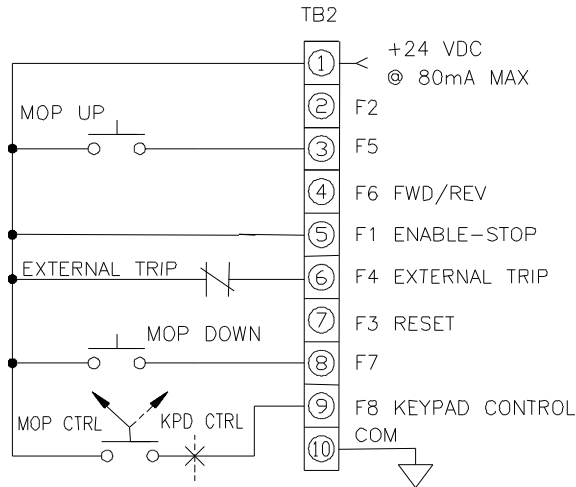 TB2
1 +24 VDC
@ 80mA MAX
2 F2
MOP UP
3 F5
4 F6 FWD/REV
5 F1 ENABLE-STOP
EXTERNAL TRIP
6 F4 EXTERNAL TRIP
7 F3 RESET
MOP DOWN
8 F7
9 F8 KEYPAD CONTROL
MOP CTRL KPD CTRL
10 COM